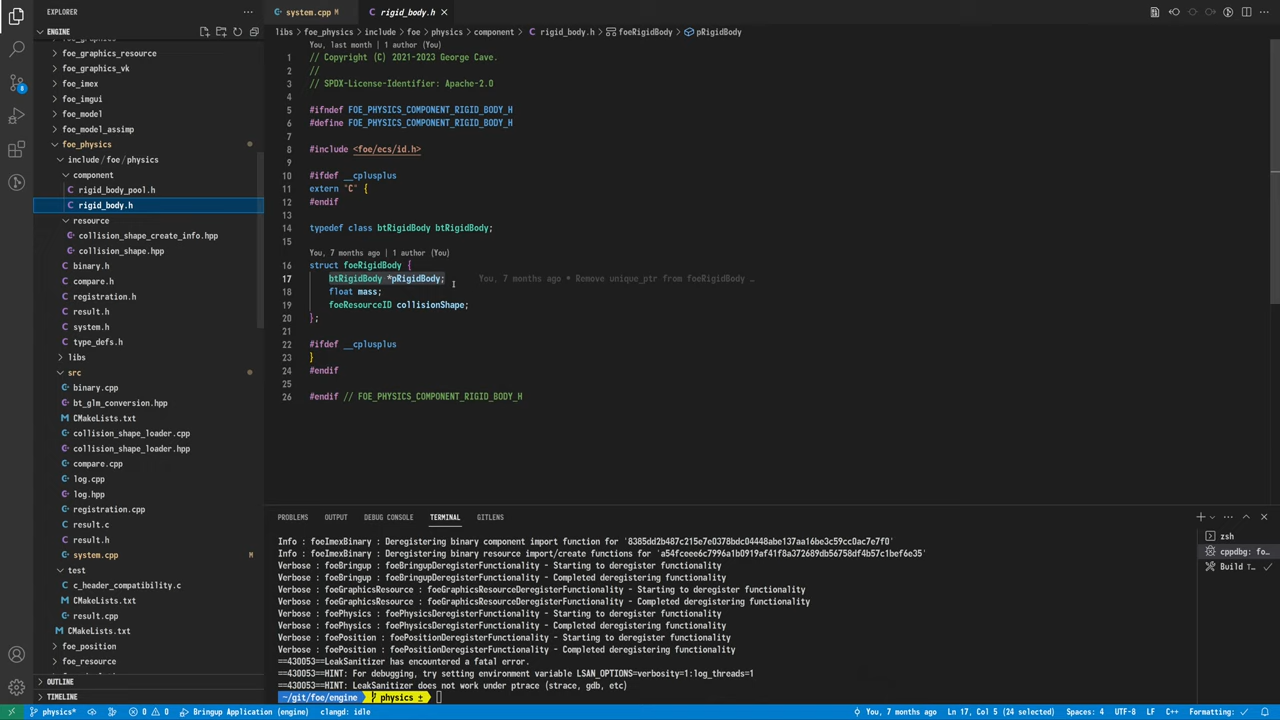 EXPLORER
ENGINE
foe_graphics_resource
foe_graphics_vk
foe_imex
foe_imgui
foe_model
foe_model_assimp
foe_physics
include / foe / physics
component
rigid_body_pool.h
rigid_body.h
resource
collision_shape_create_info.hpp
collision_shape.hpp
binary.h
compare.h
registration.h
result.h
system.h
type_defs.h
libs
src
binary.cpp
bt_glm_conversion.hpp
CMakeLists.txt
collision_shape_loader.cpp
collision_shape_loader.hpp
compare.cpp
log.cpp
log.hpp
registration.cpp
result.c
result.h
system.cpp M
test
c_header_compatibility.c
CMakeLists.txt
result.cpp
CMakeLists.txt
foe_position
foe_resource
OUTLINE
TIMELINE
system.cpp M
rigid_body.h
libs > foe_physics > include > foe > physics > component > rigid_body.h > foeRigidBody > pRigidBody
You, last month | 1 author (You)
1 // Copyright (C) 2021-2023 George Cave.
2 //
3 // SPDX-License-Identifier: Apache-2.0
4
5 #ifndef FOE_PHYSICS_COMPONENT_RIGID_BODY_H
6 #define FOE_PHYSICS_COMPONENT_RIGID_BODY_H
7
8 #include <foe/ecs/id.h>
9
10 #ifdef __cplusplus
11 extern "C" {
12 #endif
13
14 typedef class btRigidBody btRigidBody;
15
You, 7 months ago | 1 author (You)
16 struct foeRigidBody {
17 btRigidBody *pRigidBody; You, 7 months ago • Remove unique_ptr from foeRigidBody …
18 float mass;
19 foeResourceID collisionShape;
20 };
21
22 #ifdef __cplusplus
23 }
24 #endif
25
26 #endif // FOE_PHYSICS_COMPONENT_RIGID_BODY_H
PROBLEMS OUTPUT DEBUG CONSOLE TERMINAL GITLENS
Info : foeImexBinary : Deregistering binary component import function for '8385dd2b487c215e7e0378bdc04448abe137aa16be3c59cc0ac7e7f0'
Info : foeImexBinary : Deregistering binary resource import/create functions for 'a54fceee6c7996a1b0919af41f8a372689db56758df4b57c1bef6e35'
Verbose : foeBringup : foeBringupDeregisterFunctionality - Starting to deregister functionality
Verbose : foeBringup : foeBringupDeregisterFunctionality - Completed deregistering functionality
Verbose : foeGraphicsResource : foeGraphicsResourceDeregisterFunctionality - Starting to deregister functionality
Verbose : foeGraphicsResource : foeGraphicsResourceDeregisterFunctionality - Completed deregistering functionality
Verbose : foePhysics : foePhysicsDeregisterFunctionality - Starting to deregister functionality
Verbose : foePhysics : foePhysicsDeregisterFunctionality - Completed deregistering functionality
Verbose : foePosition : foePositionDeregisterFunctionality - Starting to deregister functionality
Verbose : foePosition : foePositionDeregisterFunctionality - Completed deregistering functionality
==430053==LeakSanitizer has encountered a fatal error.
==430053==HINT: For debugging, try setting environment variable LSAN_OPTIONS=verbosity=1:log_threads=1
==430053==HINT: LeakSanitizer does not work under ptrace (strace, gdb, etc)
~/git/foe/engine physics ±
zsh
cppdbg: fo...
Build T...
physics* 0 0 Bringup Application (engine) clangd: idle You, 7 months ago Ln 17, Col 5 (24 selected) Spaces: 4 UTF-8 LF C++ Formatting: ✓